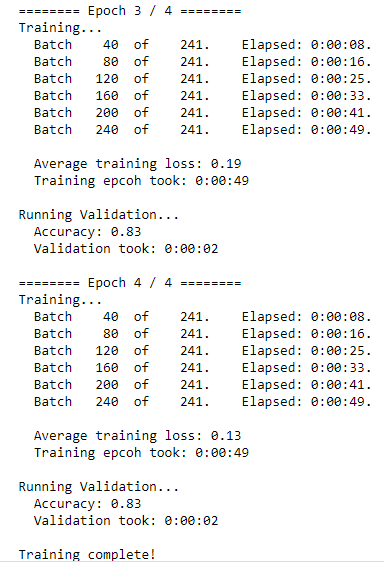 ======== Epoch 3 / 4 ========
Training...
  Batch    40  of    241.    Elapsed: 0:00:08.
  Batch    80  of    241.    Elapsed: 0:00:16.
  Batch   120  of    241.    Elapsed: 0:00:25.
  Batch   160  of    241.    Elapsed: 0:00:33.
  Batch   200  of    241.    Elapsed: 0:00:41.
  Batch   240  of    241.    Elapsed: 0:00:49.

  Average training loss: 0.19
  Training epcoh took: 0:00:49

Running Validation...
  Accuracy: 0.83
  Validation took: 0:00:02

======== Epoch 4 / 4 ========
Training...
  Batch    40  of    241.    Elapsed: 0:00:08.
  Batch    80  of    241.    Elapsed: 0:00:16.
  Batch   120  of    241.    Elapsed: 0:00:25.
  Batch   160  of    241.    Elapsed: 0:00:33.
  Batch   200  of    241.    Elapsed: 0:00:41.
  Batch   240  of    241.    Elapsed: 0:00:49.

  Average training loss: 0.13
  Training epcoh took: 0:00:49

Running Validation...
  Accuracy: 0.83
  Validation took: 0:00:02

Training complete!